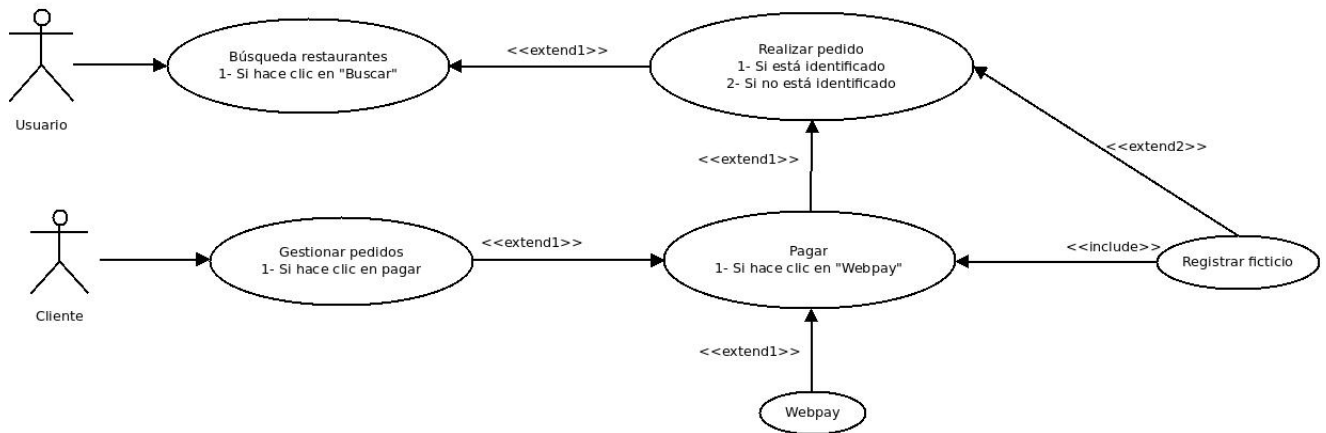 Búsqueda restaurantes
1- Si hace clic en "Buscar"
<<extend1>>
Realizar pedido
1- Si está identificado
2- Si no está identificado
Usuario
<<extend1>>
<<extend2>>
Gestionar pedidos
1- Si hace clic en pagar
<<extend1>>
Pagar
1- Si hace clic en "Webpay"
<<include>>
Registrar ficticio
Cliente
<<extend1>>
Webpay